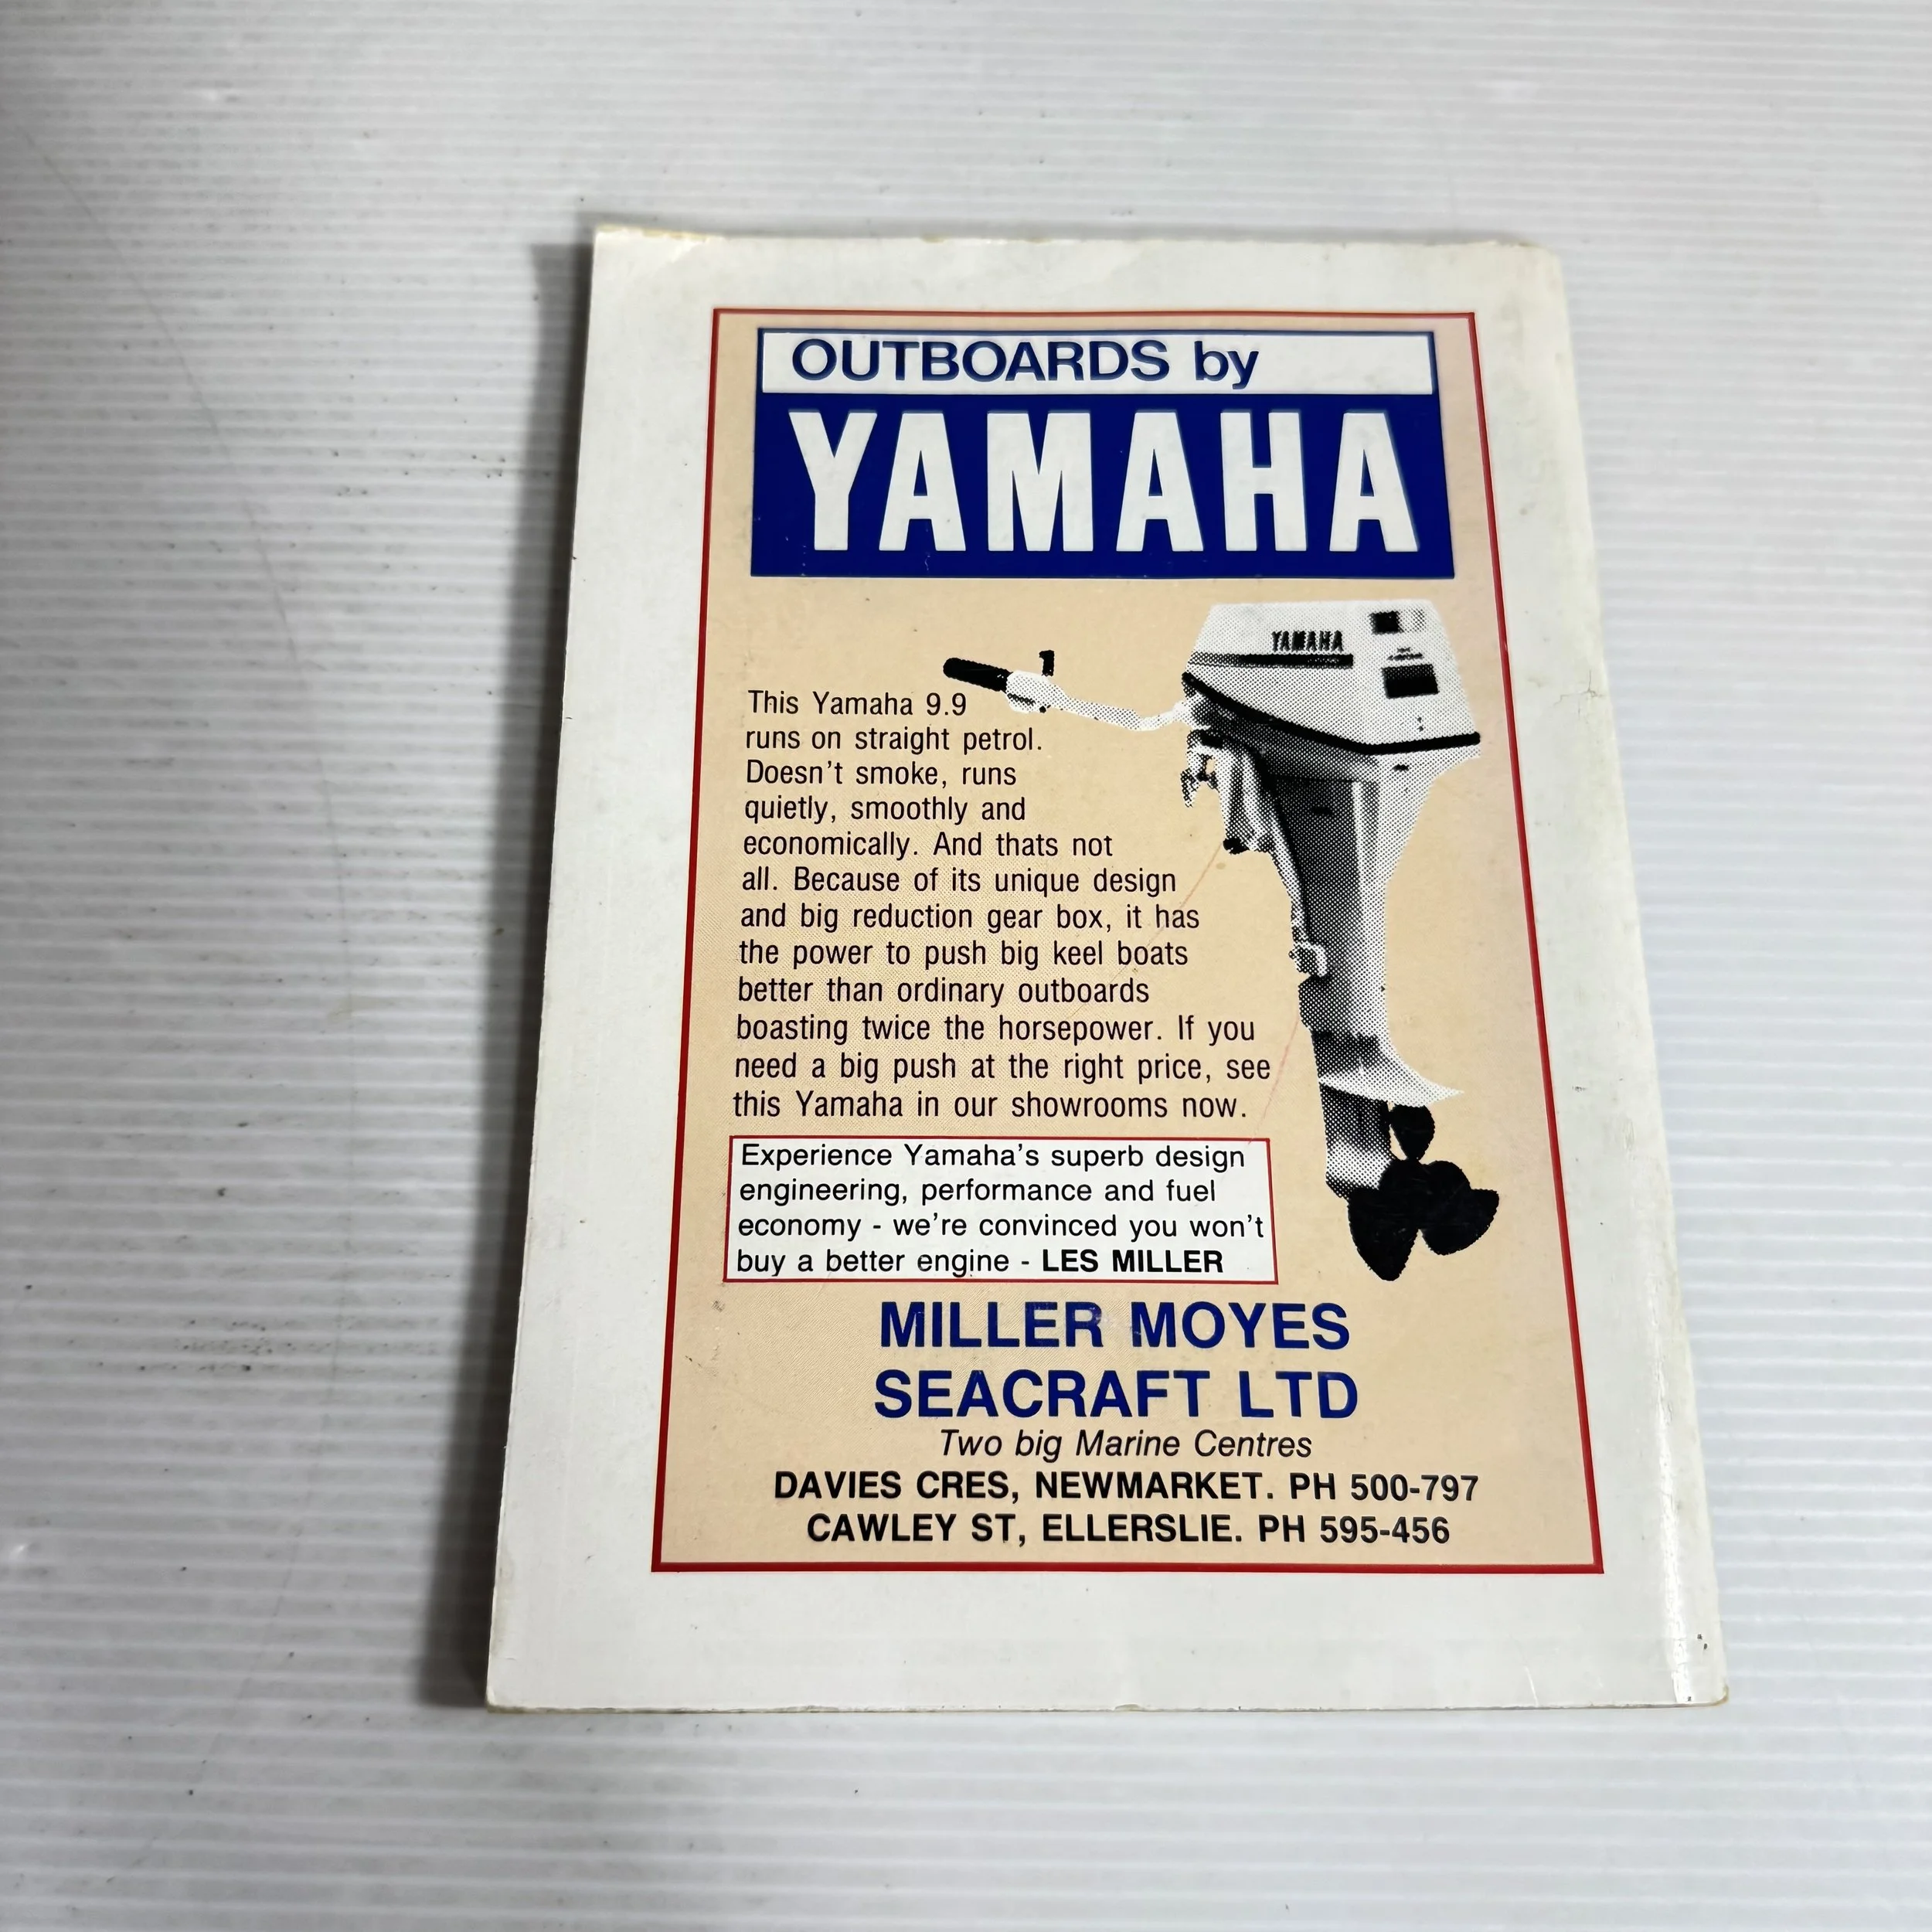 OUTBOARDS by
YAMAHA
YAMAHA
This Yamaha 9.9
runs on straight petrol.
Doesn't smoke, runs
quietly, smoothly and
economically. And thats not
all. Because of its unique design
and big reduction gear box, it has
the power to push big keel boats
better than ordinary outboards
boasting twice the horsepower. If you
need a big push at the right price, see
this Yamaha in our showrooms now.
Experience Yamaha's superb design
engineering, performance and fuel
economy - we're convinced you won't
buy a better engine - LES MILLER
MILLER MOYES
SEACRAFT LTD
Two big Marine Centres
DAVIES CRES, NEWMARKET. PH 500-797
CAWLEY ST, ELLERSLIE. PH 595-456